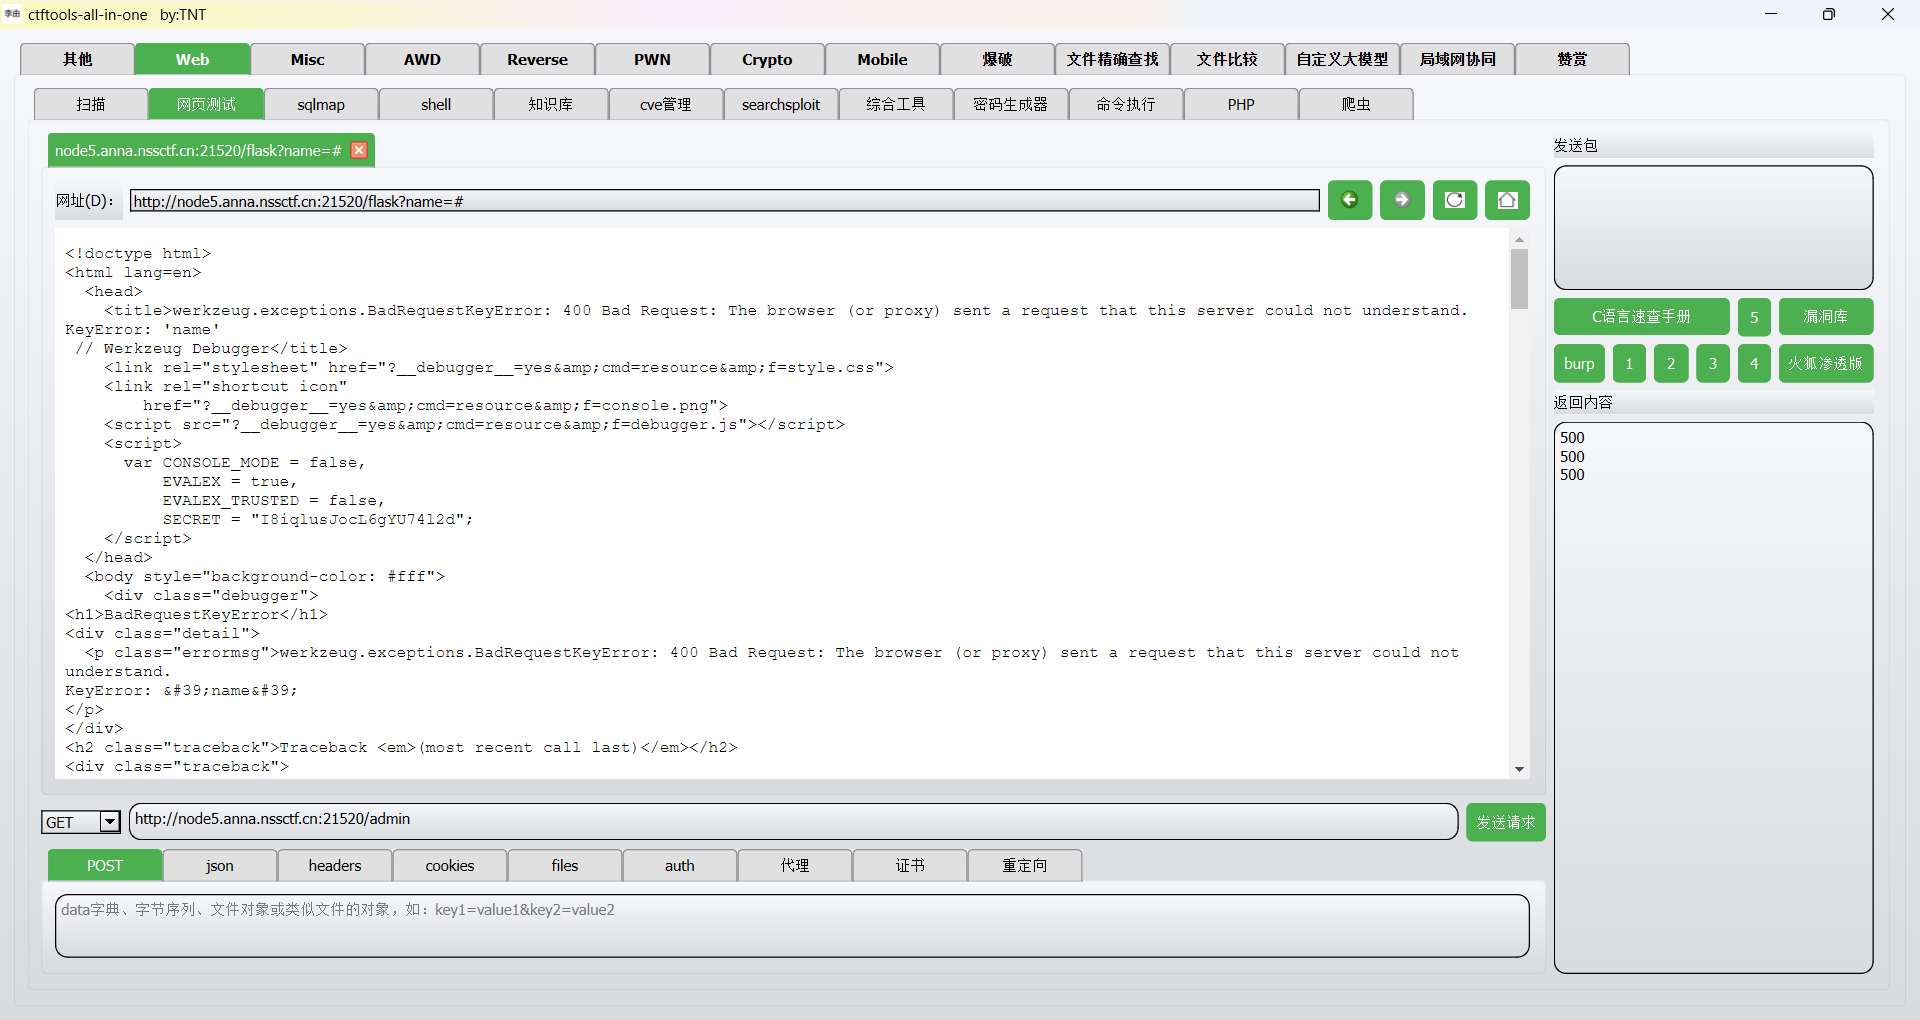 李由 ctftools-all-in-one by:TNT
其他 Web Misc AWD Reverse PWN Crypto Mobile 爆破 文件精确查找 文件比较 自定义大模型 局域网协同 赞赏
扫描 网页测试 sqlmap shell 知识库 cve管理 searchsploit 综合工具 密码生成器 命令执行 PHP 爬虫
node5.anna.nssctf.cn:21520/flask?name=#
网址(D)： http://node5.anna.nssctf.cn:21520/flask?name=#
<!doctype html>
<html lang=en>
  <head>
    <title>werkzeug.exceptions.BadRequestKeyError: 400 Bad Request: The browser (or proxy) sent a request that this server could not understand.
KeyError: 'name'
 // Werkzeug Debugger</title>
    <link rel="stylesheet" href="?__debugger__=yes&amp;cmd=resource&amp;f=style.css">
    <link rel="shortcut icon"
        href="?__debugger__=yes&amp;cmd=resource&amp;f=console.png">
    <script src="?__debugger__=yes&amp;cmd=resource&amp;f=debugger.js"></script>
    <script>
      var CONSOLE_MODE = false,
          EVALEX = true,
          EVALEX_TRUSTED = false,
          SECRET = "I8iqlusJocL6gYU74l2d";
    </script>
  </head>
  <body style="background-color: #fff">
    <div class="debugger">
<h1>BadRequestKeyError</h1>
<div class="detail">
  <p class="errormsg">werkzeug.exceptions.BadRequestKeyError: 400 Bad Request: The browser (or proxy) sent a request that this server could not
understand.
KeyError: &#39;name&#39;
</p>
</div>
<h2 class="traceback">Traceback <em>(most recent call last)</em></h2>
<div class="traceback">
GET http://node5.anna.nssctf.cn:21520/admin 发送请求
POST json headers cookies files auth 代理 证书 重定向
data字典、字节序列、文件对象或类似文件的对象，如：key1=value1&key2=value2
发送包
C语言速查手册 5 漏洞库
burp 1 2 3 4 火狐渗透版
返回内容
500
500
500